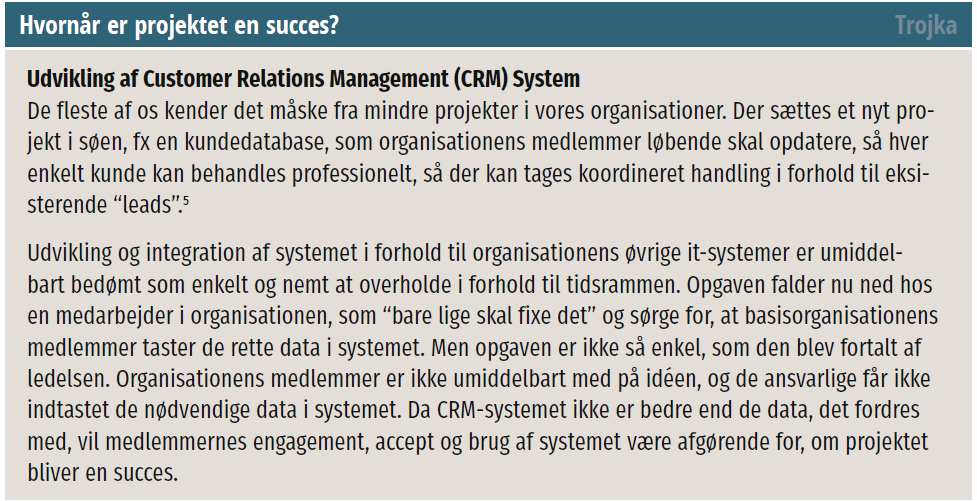 Hvornår er projektet en succes?
Trojka
Udvikling af Customer Relations Management (CRM) System
De fleste af os kender det måske fra mindre projekter i vores organisationer. Der sættes et nyt pro-
jekt i søen, fx en kundedatabase, som organisationens medlemmer løbende skal opdatere, så hver
enkelt kunde kan behandles professionelt, så der kan tages koordineret handling i forhold til eksi-
sterende “leads”.⁵
Udvikling og integration af systemet i forhold til organisationens øvrige it-systemer er umiddel-
bart bedømt som enkelt og nemt at overholde i forhold til tidsrammen. Opgaven falder nu ned hos
en medarbejder i organisationen, som “bare lige skal fixe det” og sørge for, at basisorganisationens
medlemmer taster de rette data i systemet. Men opgaven er ikke så enkel, som den blev fortalt af
ledelsen. Organisationens medlemmer er ikke umiddelbart med på idéen, og de ansvarlige får ikke
indtastet de nødvendige data i systemet. Da CRM-systemet ikke er bedre end de data, det fordres
med, vil medlemmernes engagement, accept og brug af systemet være afgørende for, om projektet
bliver en succes.